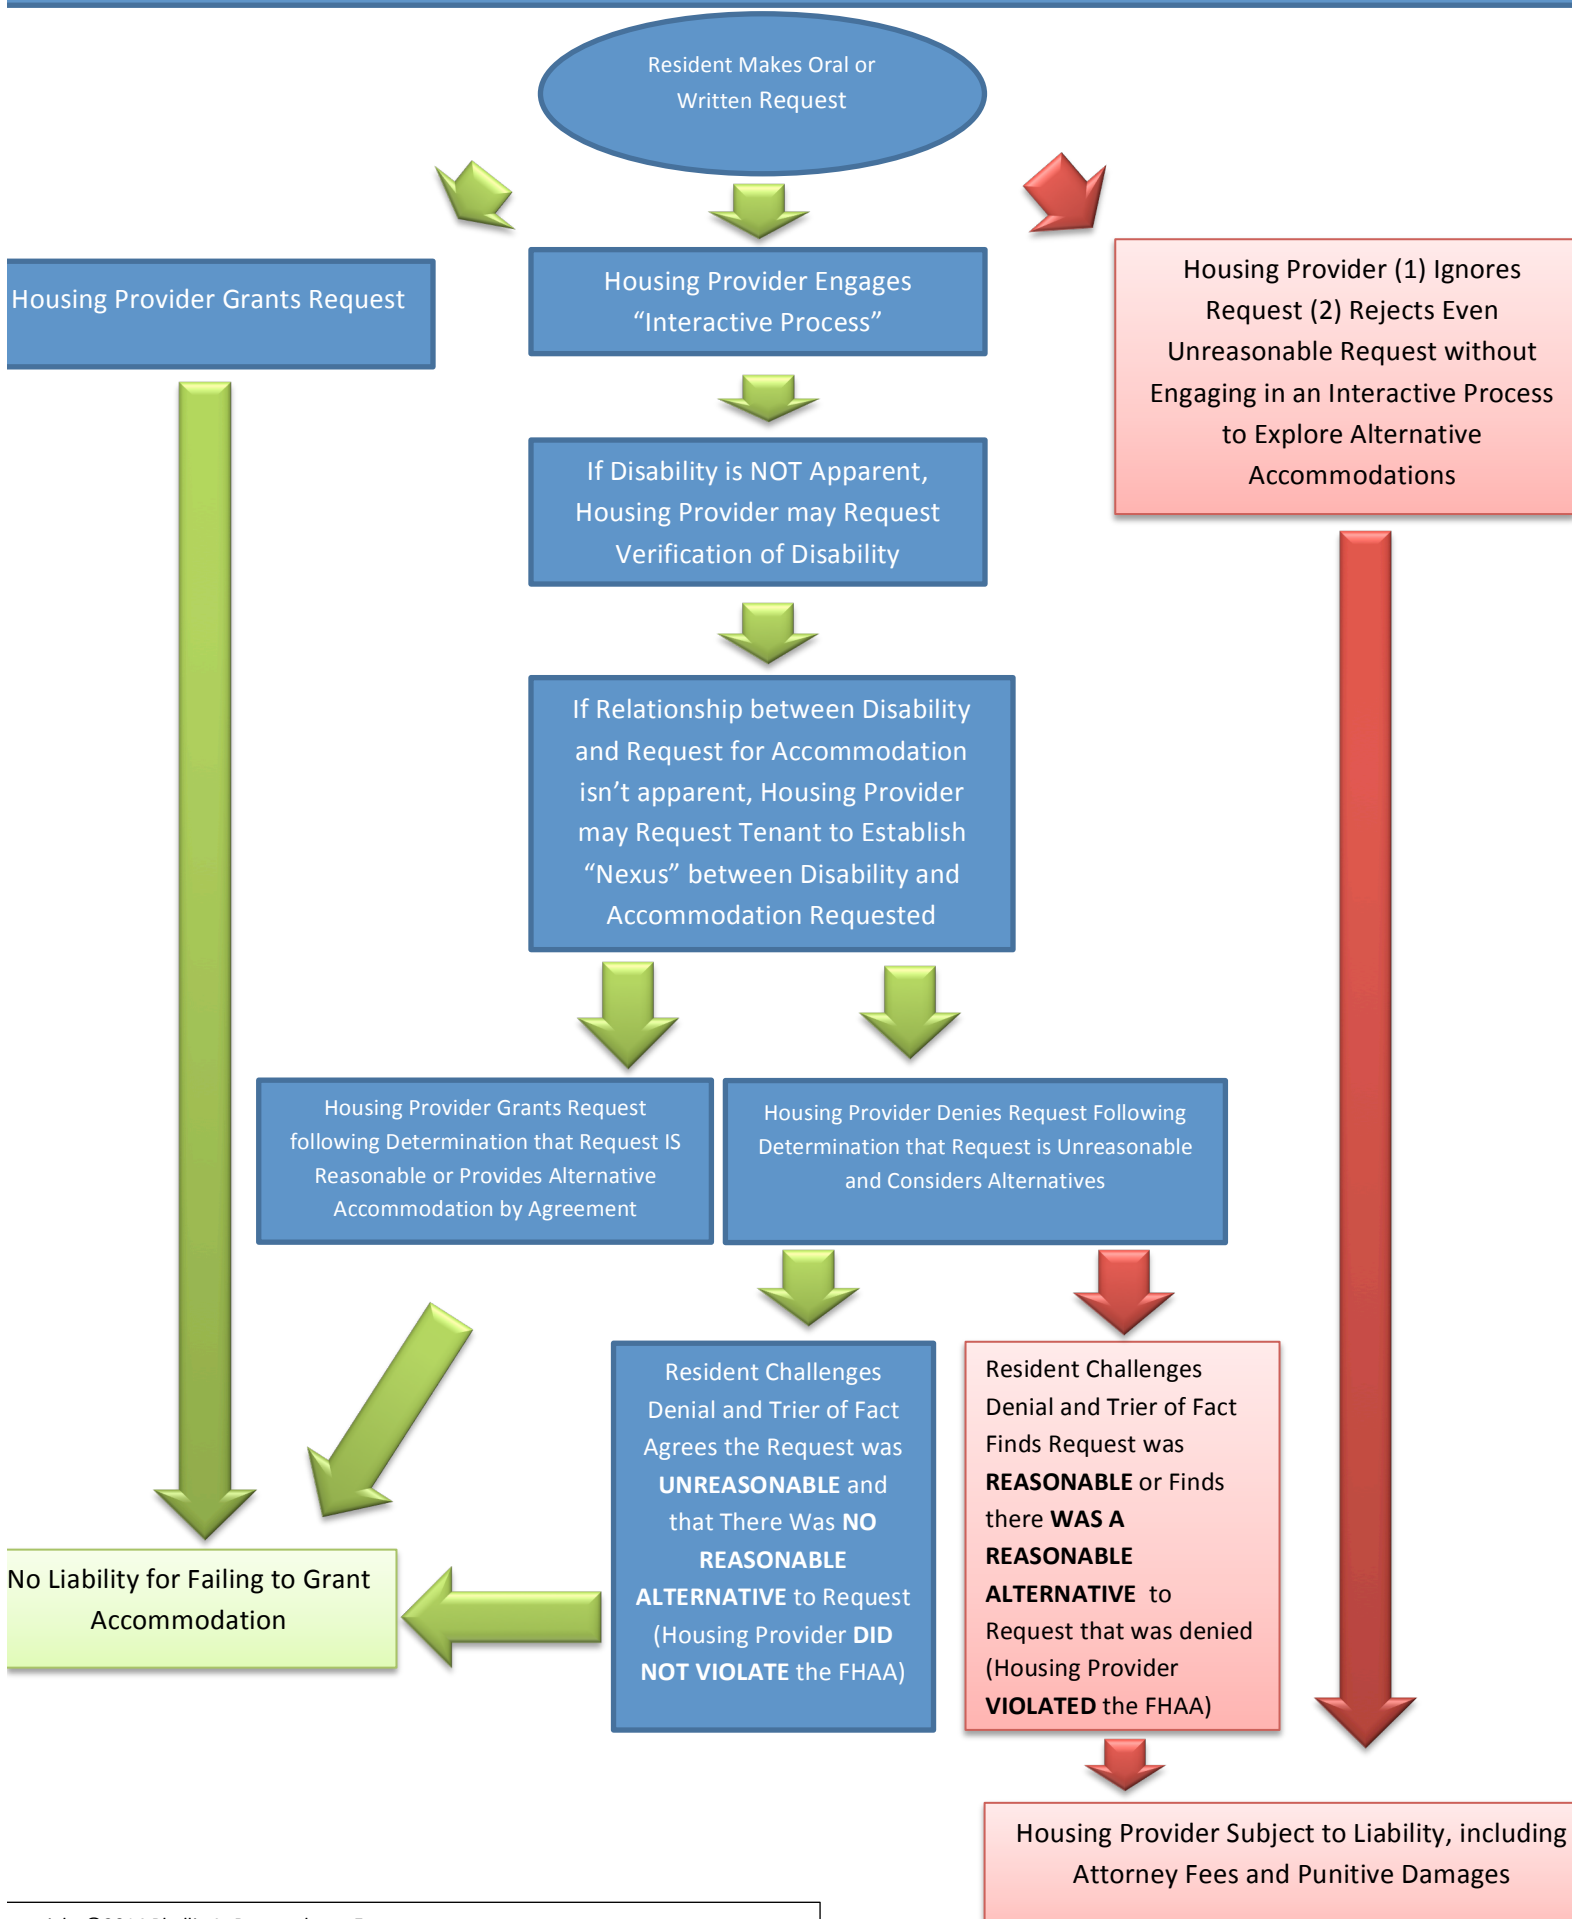 Resident Makes Oral or
Written Request
Housing Provider Grants Request
Housing Provider Engages
“Interactive Process”
Housing Provider (1) Ignores
Request (2) Rejects Even
Unreasonable Request without
Engaging in an Interactive Process
to Explore Alternative
Accommodations
If Disability is NOT Apparent,
Housing Provider may Request
Verification of Disability
If Relationship between Disability
and Request for Accommodation
isn’t apparent, Housing Provider
may Request Tenant to Establish
“Nexus” between Disability and
Accommodation Requested
Housing Provider Grants Request
following Determination that Request IS
Reasonable or Provides Alternative
Accommodation by Agreement
Housing Provider Denies Request Following
Determination that Request is Unreasonable
and Considers Alternatives
Resident Challenges
Denial and Trier of Fact
Agrees the Request was
UNREASONABLE and
that There Was NO
REASONABLE
ALTERNATIVE to Request
(Housing Provider DID
NOT VIOLATE the FHAA)
Resident Challenges
Denial and Trier of Fact
Finds Request was
REASONABLE or Finds
there WAS A
REASONABLE
ALTERNATIVE to
Request that was denied
(Housing Provider
VIOLATED the FHAA)
No Liability for Failing to Grant
Accommodation
Housing Provider Subject to Liability, including
Attorney Fees and Punitive Damages